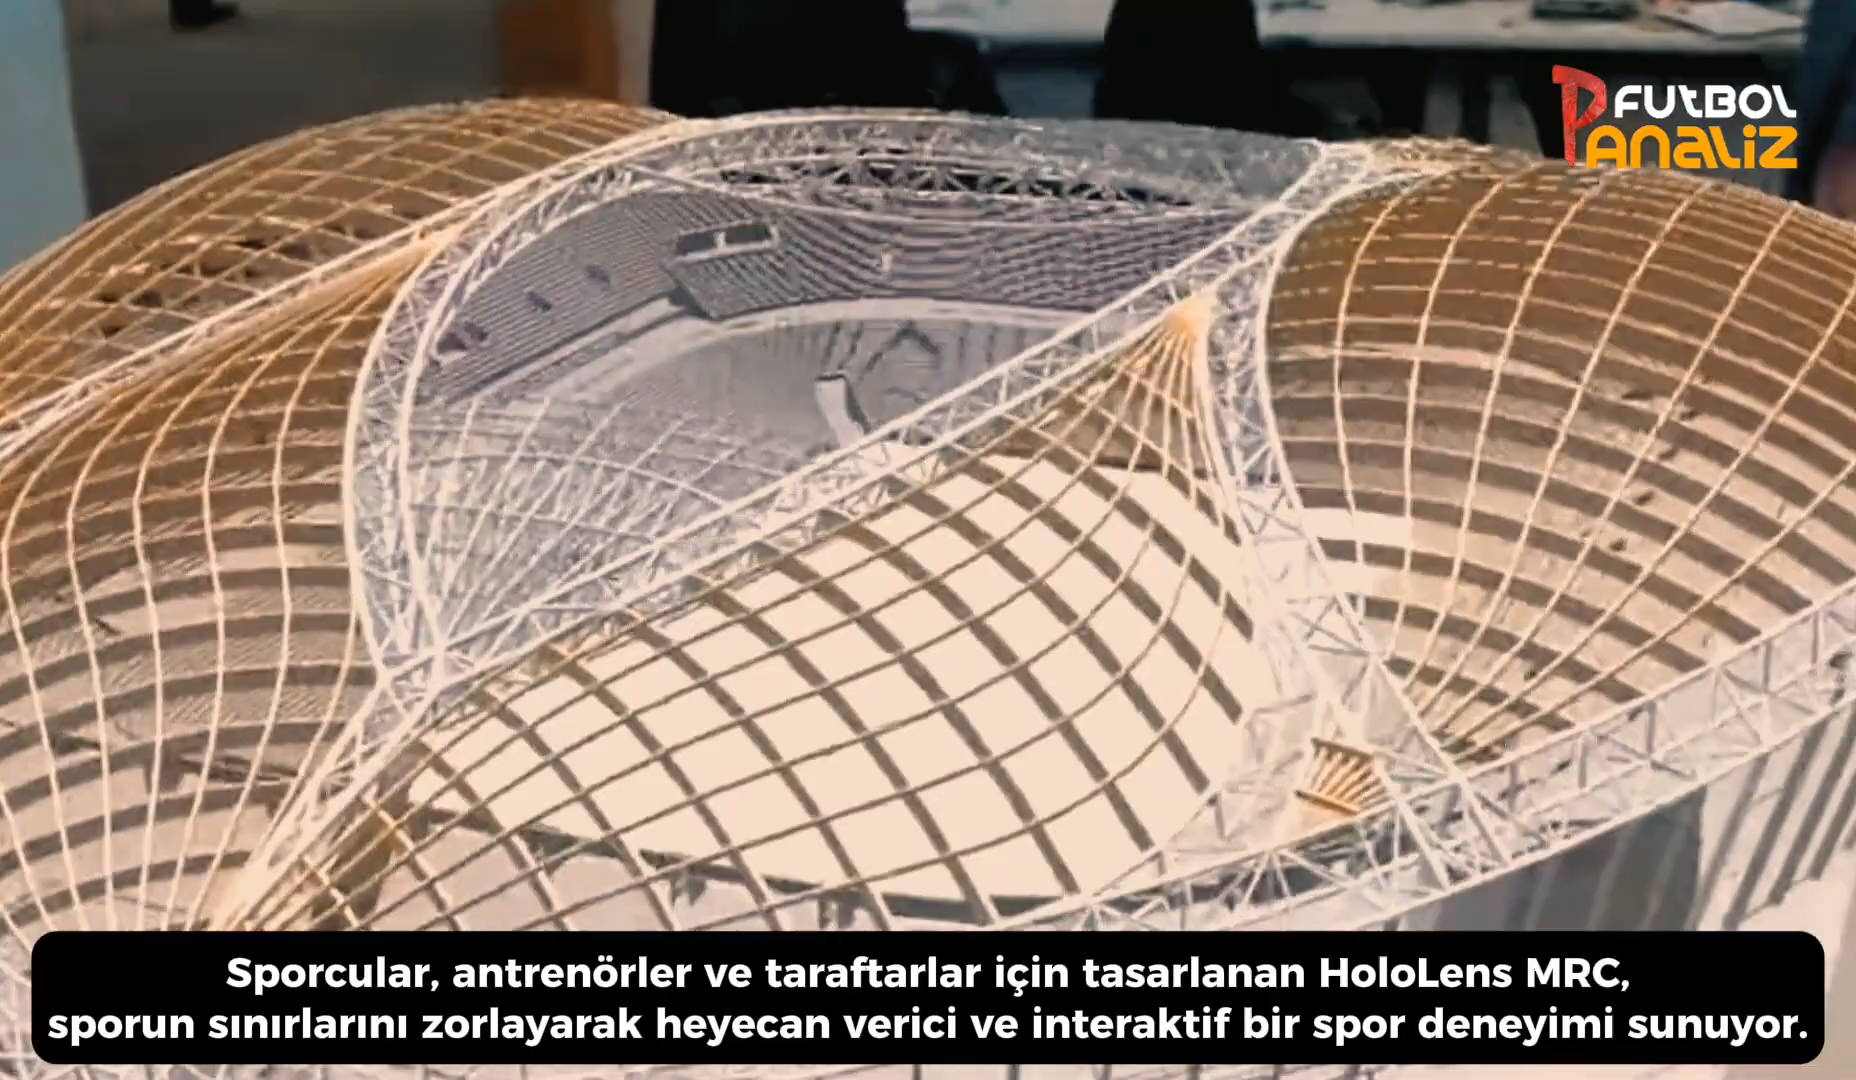 FUTBOL
ANALİZ
Sporcular, antrenörler ve taraftarlar için tasarlanan HoloLens MRC,
sporun sınırlarını zorlayarak heyecan verici ve interaktif bir spor deneyimi sunuyor.